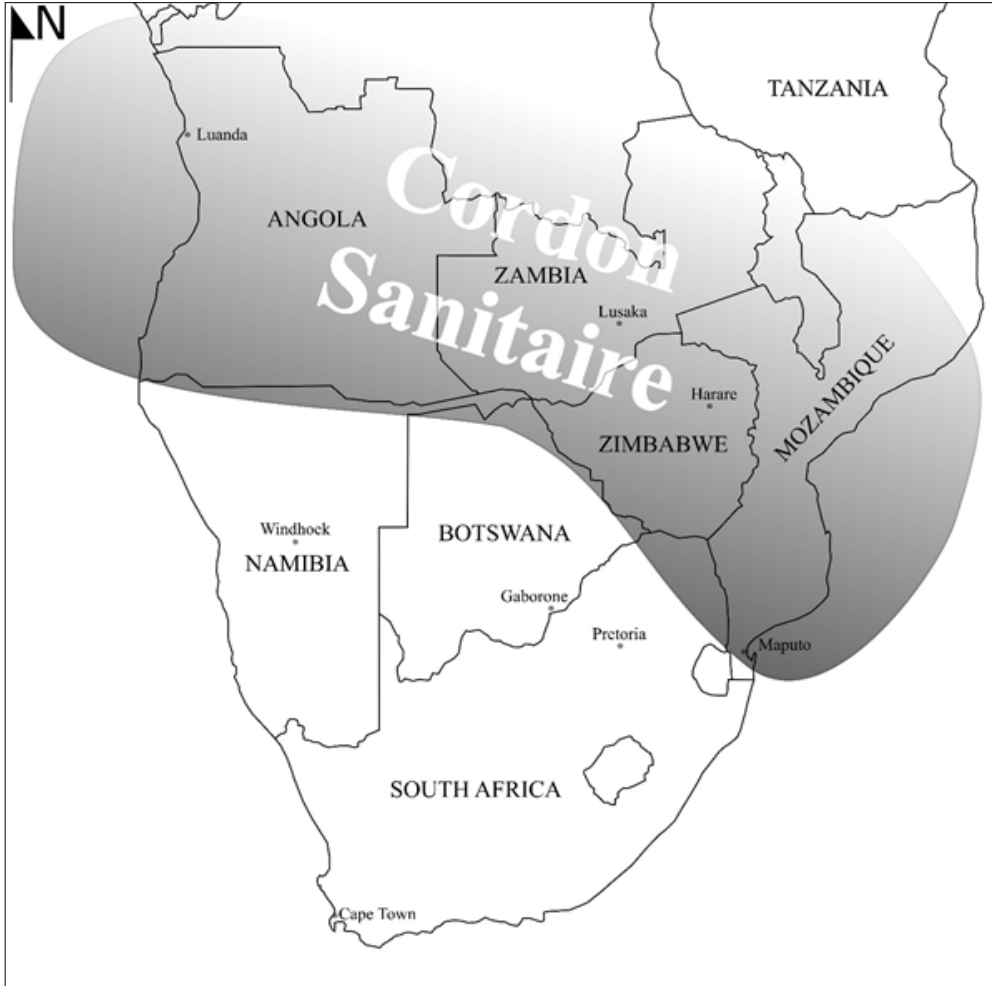 N
TANZANIA
Luanda
Cordon
ANGOLA
Sanitaire
ZAMBIA
Lusaka
MOZAMBIQUE
Harare
ZIMBABWE
Windhoek
NAMIBIA
BOTSWANA
Gaborone
Pretoria
Maputo
SOUTH AFRICA
Cape Town